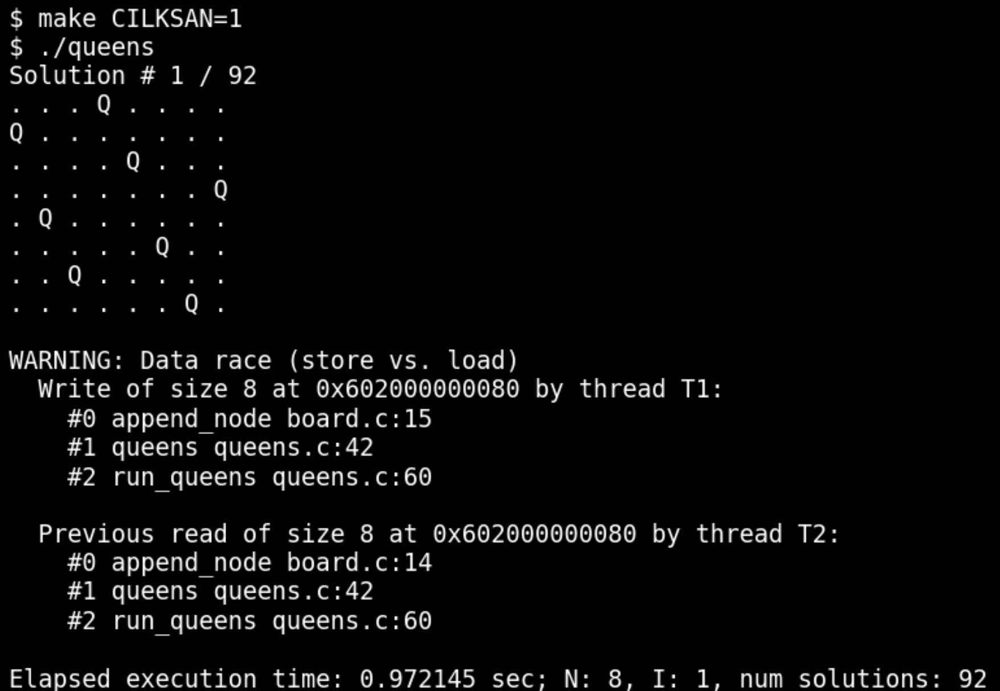 $ make CILKSAN=1
$ ./queens
Solution # 1 / 92
. . . Q . . . .
Q . . . . . . .
. . . . Q . . .
. . . . . . . Q
. Q . . . . . .
. . . . . Q . .
. . Q . . . . .
. . . . . . Q .
WARNING: Data race (store vs. load)
  Write of size 8 at 0x602000000080 by thread T1:
    #0 append_node board.c:15
    #1 queens queens.c:42
    #2 run_queens queens.c:60
  Previous read of size 8 at 0x602000000080 by thread T2:
    #0 append_node board.c:14
    #1 queens queens.c:42
    #2 run_queens queens.c:60
Elapsed execution time: 0.972145 sec; N: 8, I: 1, num solutions: 92